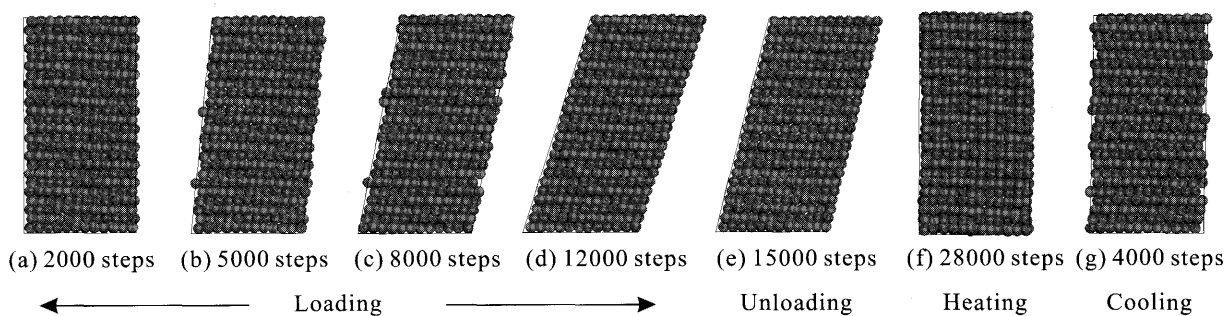 (a) 2000 steps (b) 5000 steps (c) 8000 steps (d) 12000 steps (e) 15000 steps (f) 28000 steps (g) 4000 steps
Loading Unloading Heating Cooling